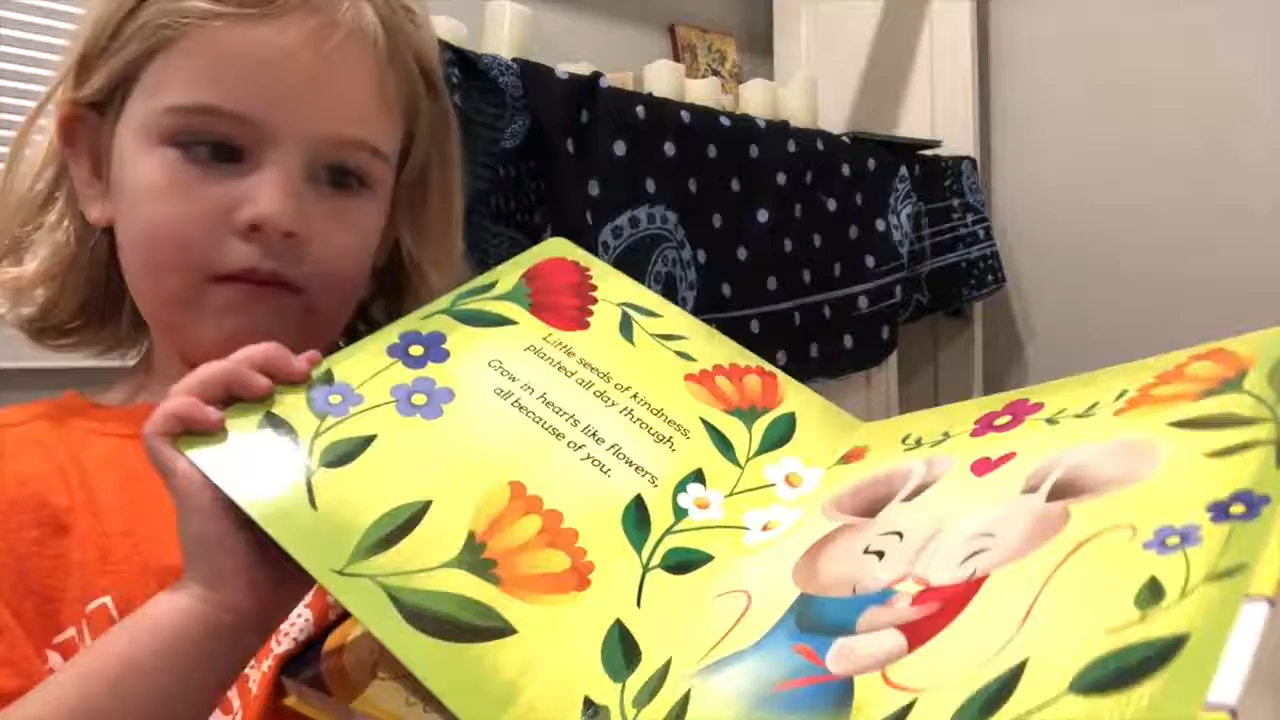 Little seeds of kindness,
planted all day through,
Grow in hearts like flowers,
all because of you.